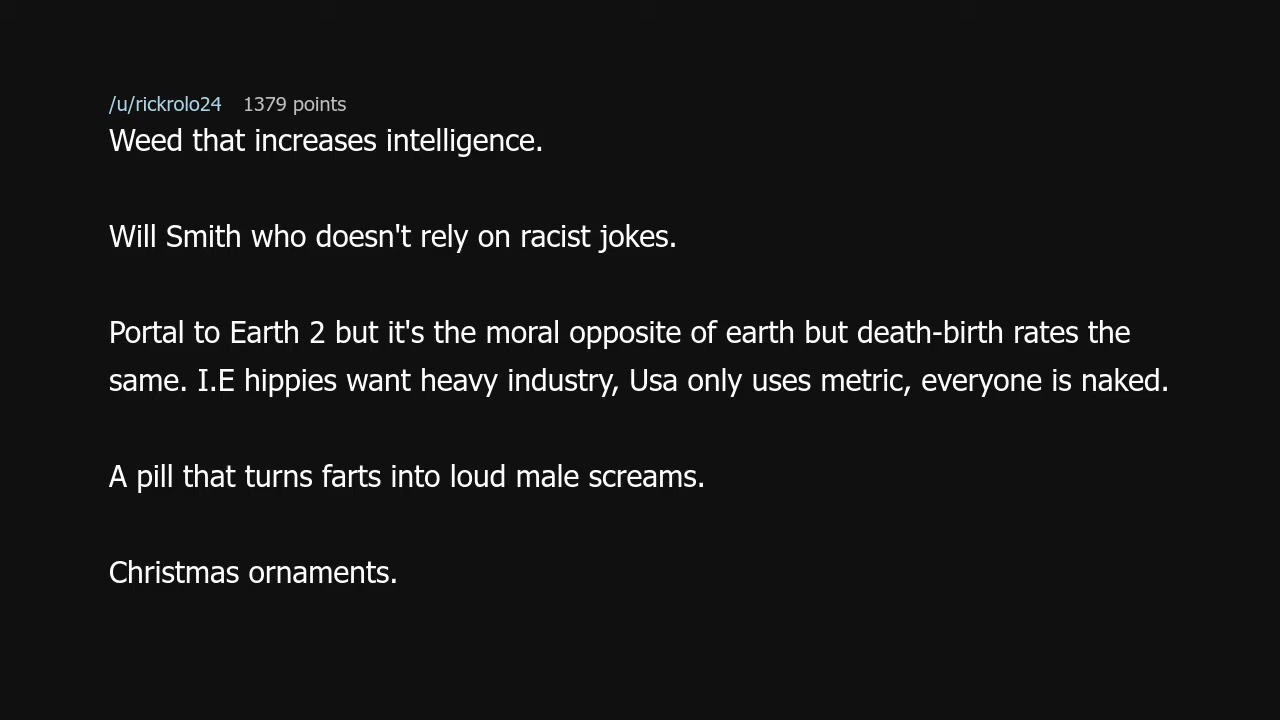 /u/rickrolo24 1379 points
Weed that increases intelligence.
Will Smith who doesn't rely on racist jokes.
Portal to Earth 2 but it's the moral opposite of earth but death-birth rates the
same. I.E hippies want heavy industry, Usa only uses metric, everyone is naked.
A pill that turns farts into loud male screams.
Christmas ornaments.